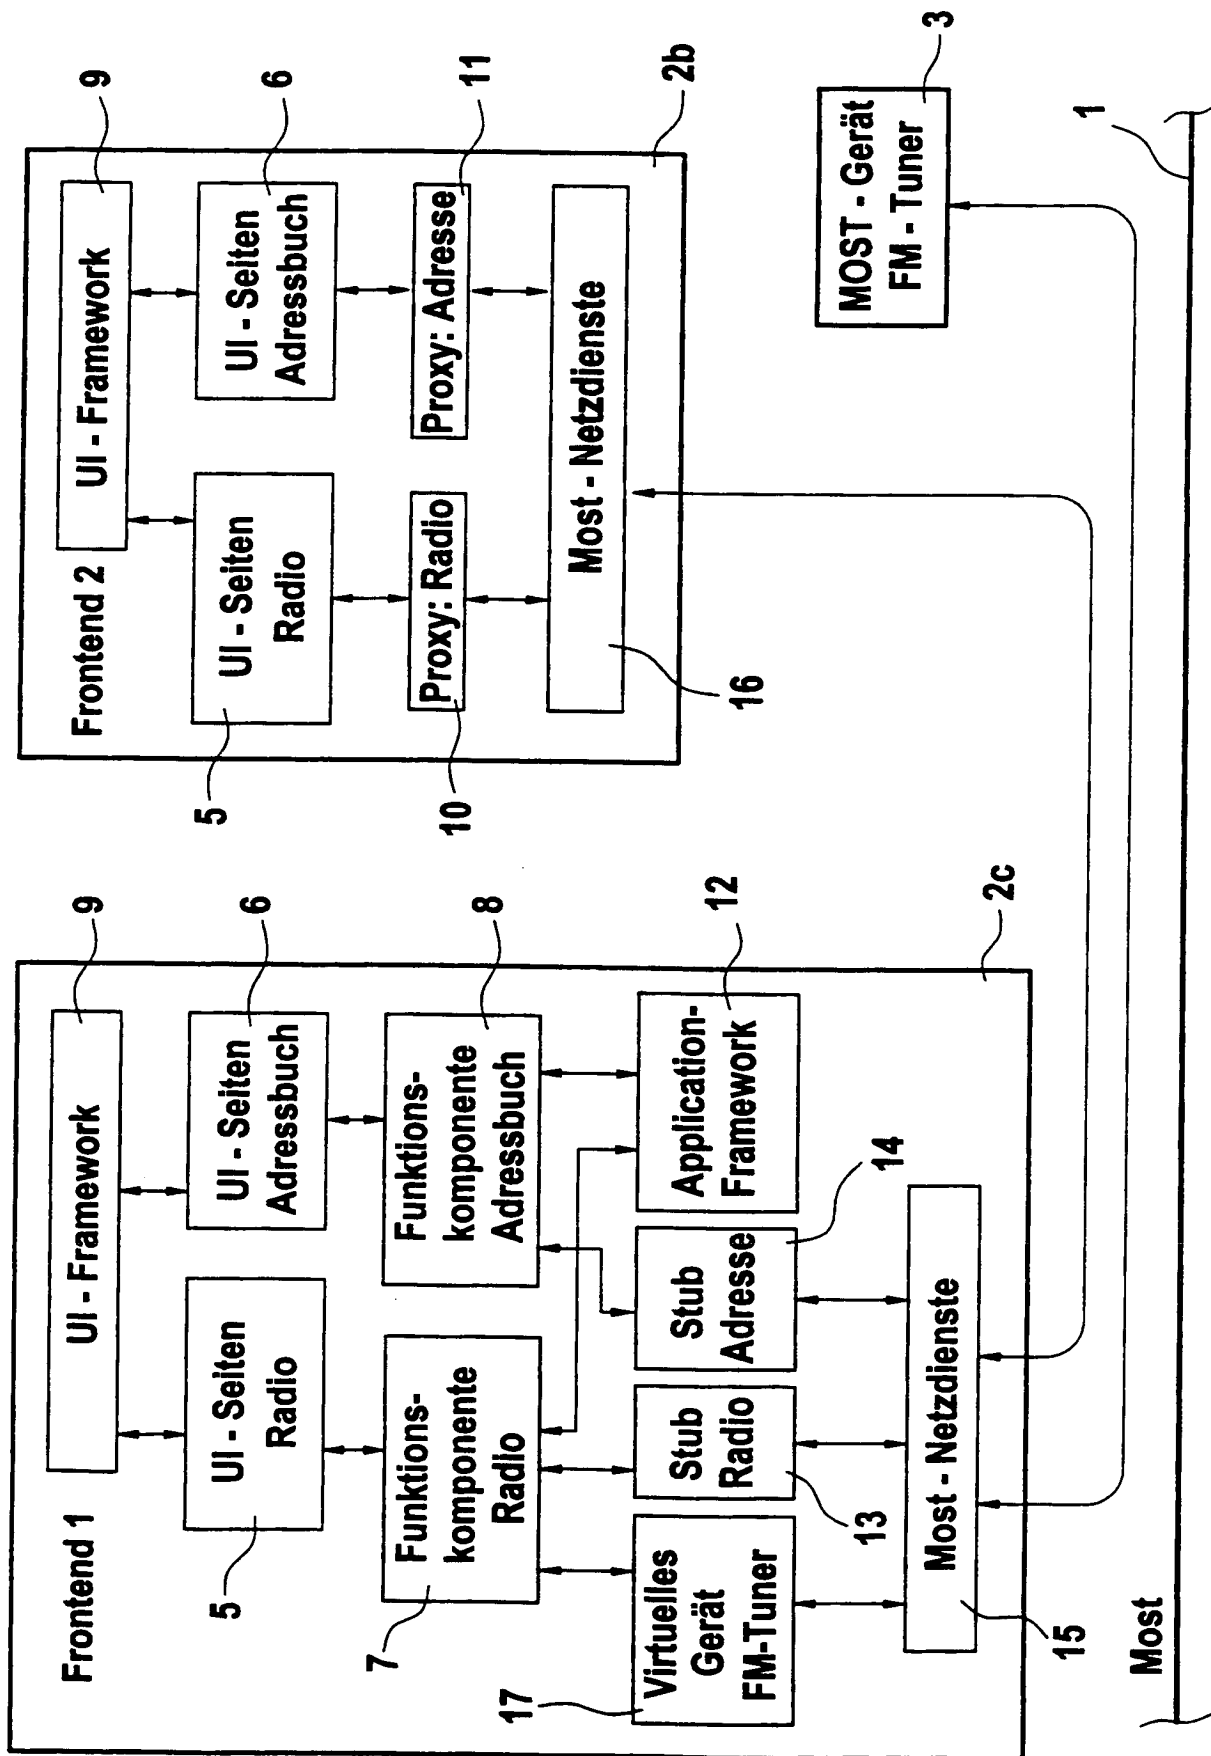 Frontend 1
9
UI - Framework
5
UI - Seiten
Radio
6
UI - Seiten
Adressbuch
7
Funktions-
komponente
Radio
8
Funktions-
komponente
Adressbuch
17
Virtuelles
Gerät
FM-Tuner
13
Stub
Radio
14
Stub
Adresse
12
Application-
Framework
15
Most - Netzdienste
2c
Frontend 2
9
UI - Framework
5
UI - Seiten
Radio
6
UI - Seiten
Adressbuch
10
Proxy: Radio
11
Proxy: Adresse
16
Most - Netzdienste
2b
3
MOST - Gerät
FM - Tuner
Most
1